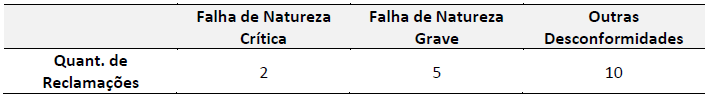 Falha de Natureza Crítica
Falha de Natureza Grave
Outras Desconformidades
Quant. de Reclamações
2
5
10